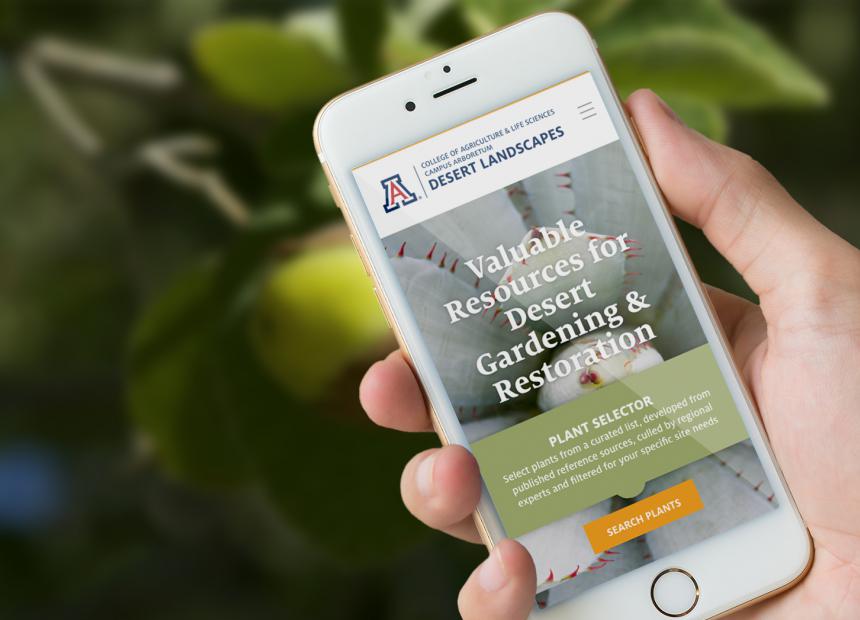 COLLEGE OF AGRICULTURE & LIFE SCIENCES
CAMPUS ARBORETUM
DESERT LANDSCAPES
A
Valuable
Resources for
Desert
Gardening &
Restoration
PLANT SELECTOR
Select plants from a curated list, developed from
published reference sources, culled by regional
experts and filtered for your specific site needs
SEARCH PLANTS